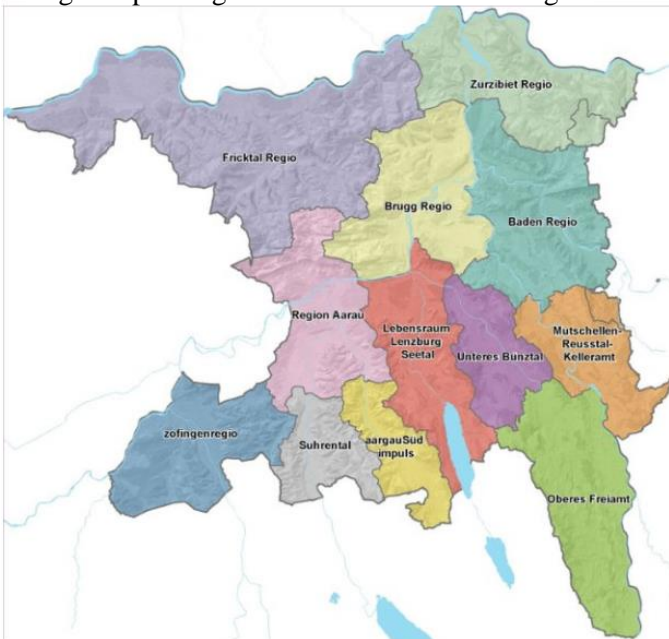 Zurzibiet Regio
Fricktal Regio
Brugg Regio
Baden Regio
Region Aarau
Lebensraum
Lenzburg
Seetal
Unteres Bünztal
Mutschellen-
Reusstal-
Kelleramt
zofingenregio
Suhrental
aargauSüd
impuls
Oberes Freiamt